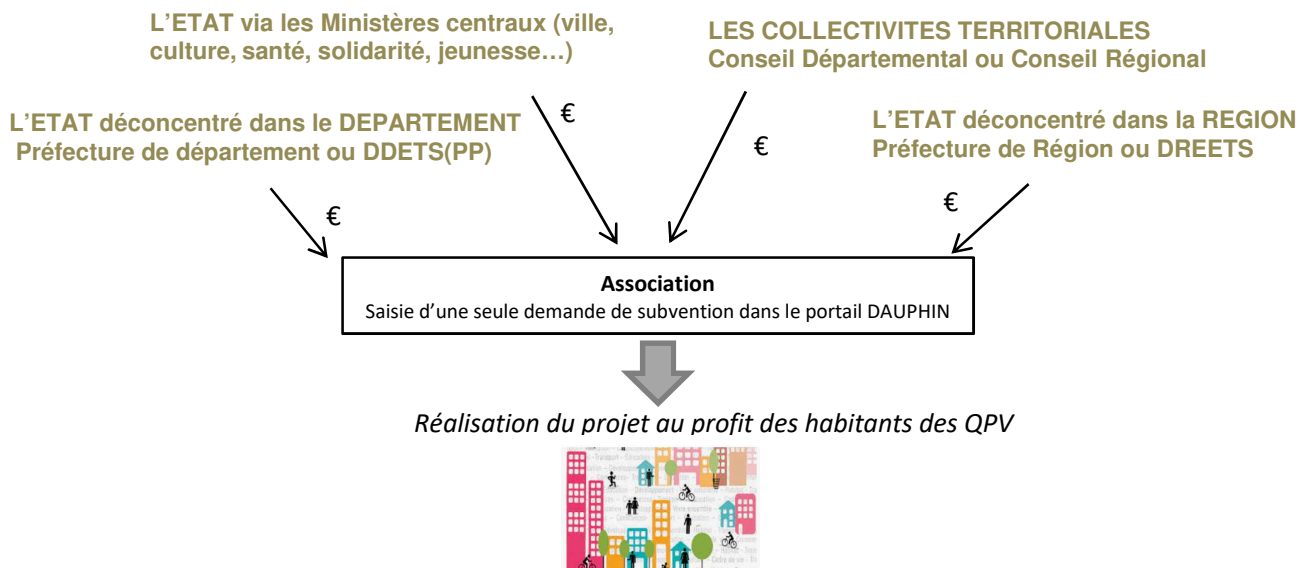 L'ETAT via les Ministères centraux (ville,
culture, santé, solidarité, jeunesse…)
LES COLLECTIVITES TERRITORIALES
Conseil Départemental ou Conseil Régional
L'ETAT déconcentré dans le DEPARTEMENT
Préfecture de département ou DDETS(PP)
L'ETAT déconcentré dans la REGION
Préfecture de Région ou DREETS
€
€
€
€
Association
Saisie d'une seule demande de subvention dans le portail DAUPHIN
Réalisation du projet au profit des habitants des QPV